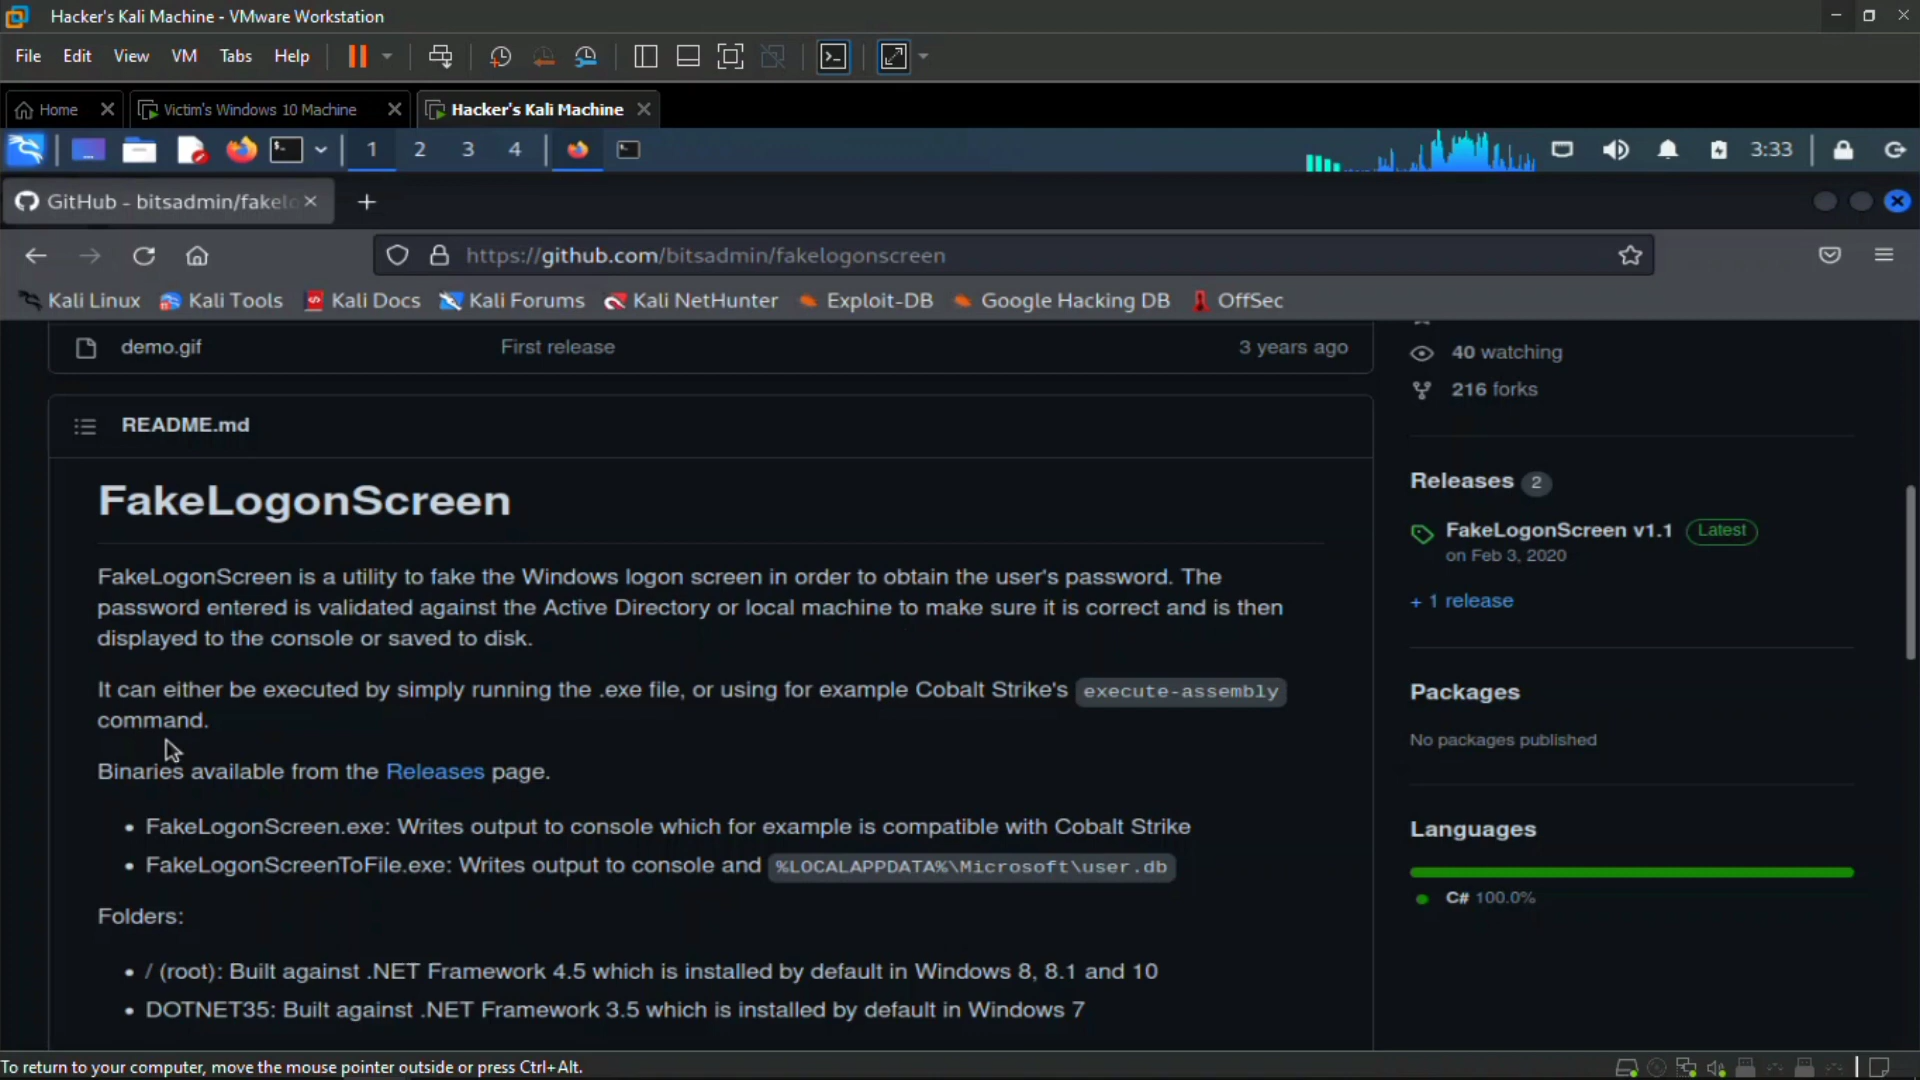 Hacker's Kali Machine - VMware Workstation
File Edit View VM Tabs Help
Home Victim's Windows 10 Machine Hacker's Kali Machine
1 2 3 4 3:33
GitHub - bitsadmin/fakelo
https://github.com/bitsadmin/fakelogonscreen
Kali Linux Kali Tools Kali Docs Kali Forums Kali NetHunter Exploit-DB Google Hacking DB OffSec
demo.gif First release 3 years ago
40 watching
216 forks
README.md
FakeLogonScreen
FakeLogonScreen is a utility to fake the Windows logon screen in order to obtain the user's password. The
password entered is validated against the Active Directory or local machine to make sure it is correct and is then
displayed to the console or saved to disk.
It can either be executed by simply running the .exe file, or using for example Cobalt Strike's execute-assembly
command.
Binaries available from the Releases page.
• FakeLogonScreen.exe: Writes output to console which for example is compatible with Cobalt Strike
• FakeLogonScreenToFile.exe: Writes output to console and %LOCALAPPDATA%\Microsoft\user.db
Folders:
• / (root): Built against .NET Framework 4.5 which is installed by default in Windows 8, 8.1 and 10
• DOTNET35: Built against .NET Framework 3.5 which is installed by default in Windows 7
Releases 2
FakeLogonScreen v1.1 Latest
on Feb 3, 2020
+ 1 release
Packages
No packages published
Languages
C# 100.0%
To return to your computer, move the mouse pointer outside or press Ctrl+Alt.